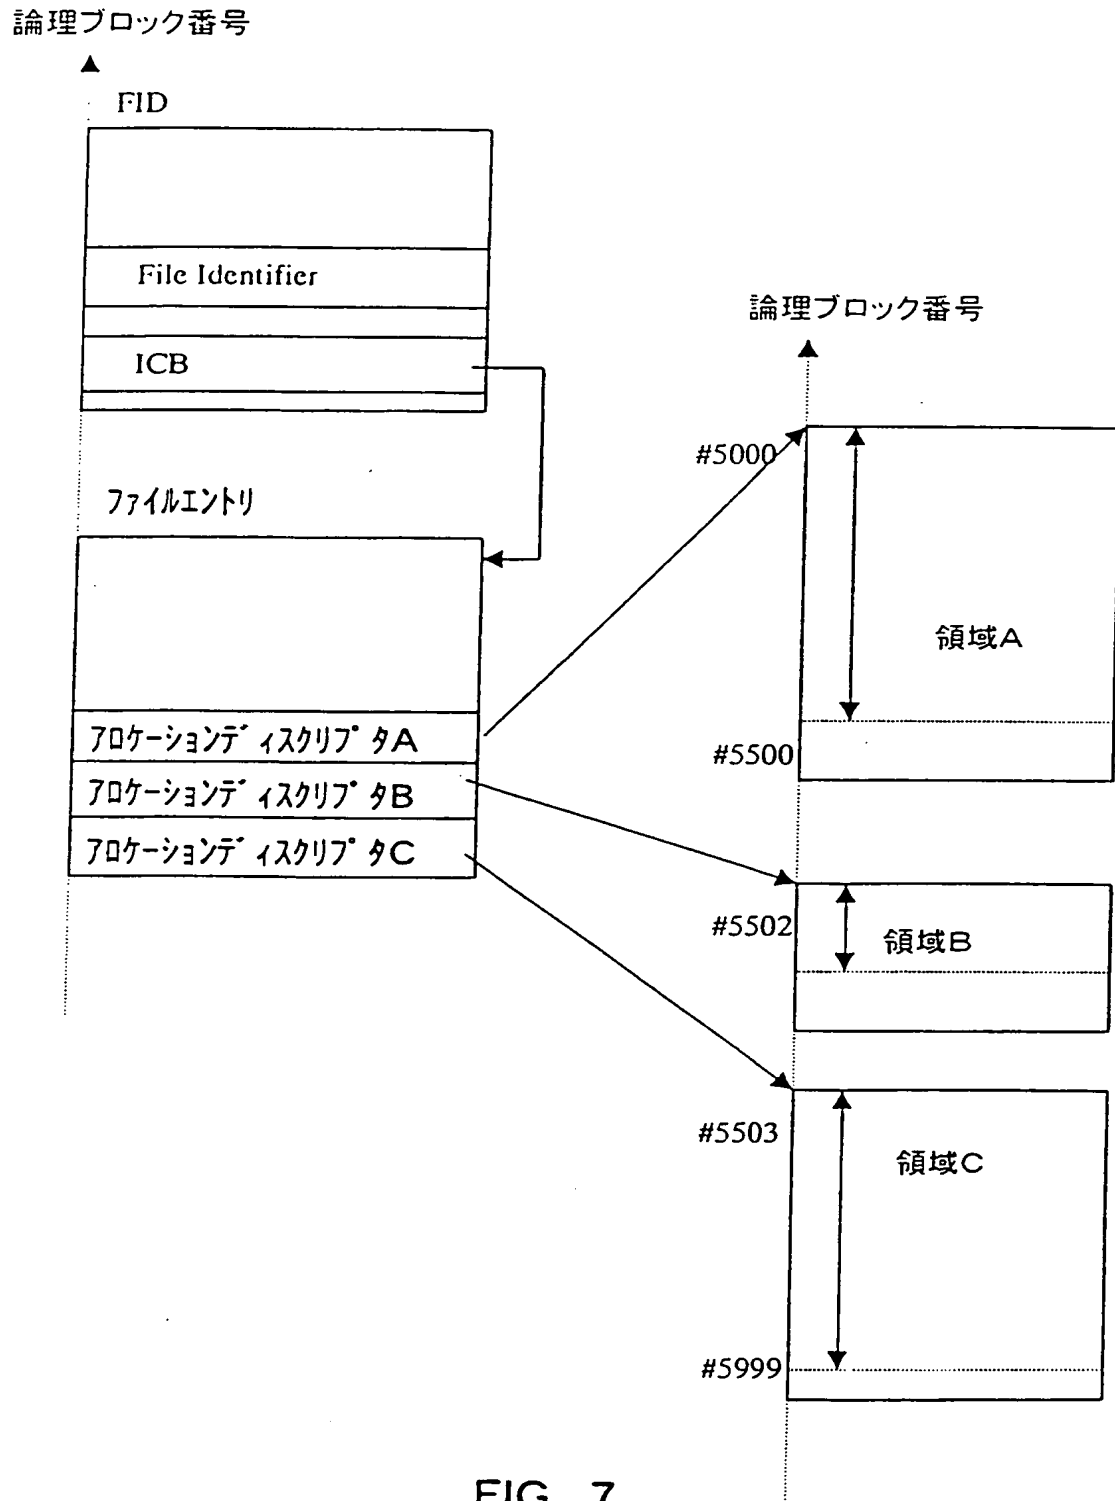 論理ブロック番号
FID
File Identifier
ICB
ファイルエントリ
アロケーションディスクリプタA
アロケーションディスクリプタB
アロケーションディスクリプタC
論理ブロック番号
#5000
領域A
#5500
#5502
領域B
#5503
領域C
#5999
FIG. 7